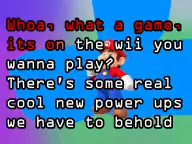 Whoa, what a game,
its on the wii you
wanna play?
There's some real
cool new power ups
we have to behold